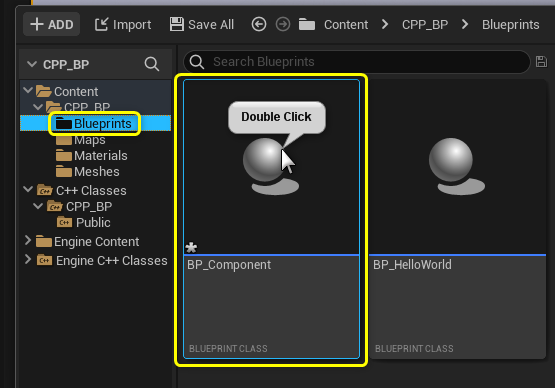 + ADD Import Save All Content > CPP_BP > Blueprints
CPP_BP
Search Blueprints
Content
CPP_BP
Blueprints
Maps
Materials
Meshes
C++ Classes
CPP_BP
Public
Engine Content
Engine C++ Classes
Double Click
BP_Component
BLUEPRINT CLASS
BP_HelloWorld
BLUEPRINT CLASS